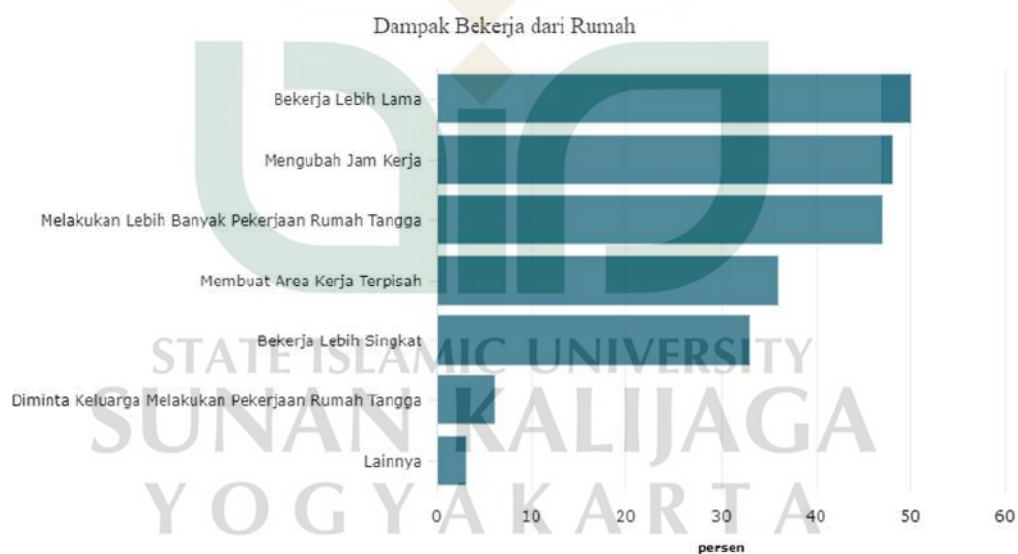 Dampak Bekerja dari Rumah
Bekerja Lebih Lama
Mengubah Jam Kerja
Melakukan Lebih Banyak Pekerjaan Rumah Tangga
Membuat Area Kerja Terpisah
Bekerja Lebih Singkat
STATE ISLAMIC UNIVERSITY
Diminta Keluarga Melakukan Pekerjaan Rumah Tangga
SUNAN KALIJAGA
Lainnya
YOGYAKARTA
0 10 20 30 40 50 60
persen